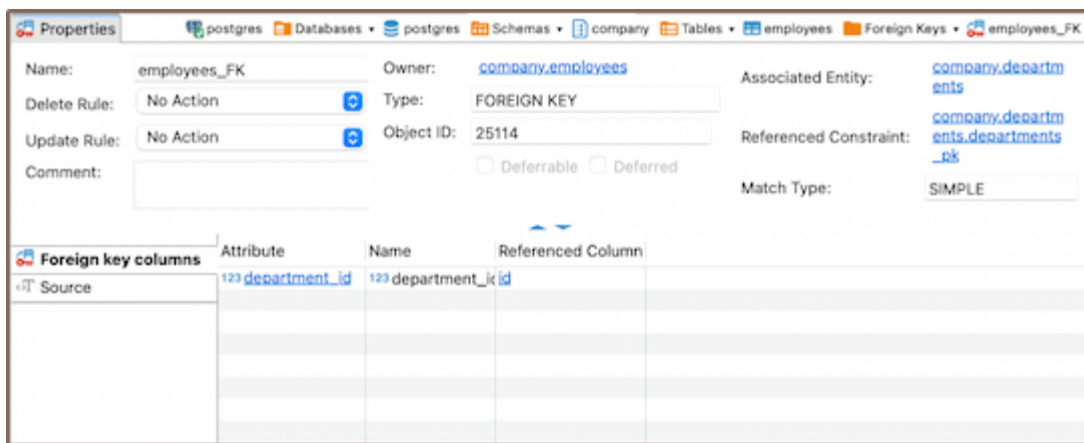 Properties postgres Databases postgres Schemas company Tables employees Foreign Keys employees_FK
Name: employees_FK
Delete Rule: No Action
Update Rule: No Action
Comment:
Owner: company.employees
Type: FOREIGN KEY
Object ID: 25114
Deferrable Deferred
Associated Entity: company.departm
ents
Referenced Constraint: company.departm
ents.departments
_pk
Match Type: SIMPLE
Foreign key columns
Source
Attribute Name Referenced Column
123 department_id 123 department_id id